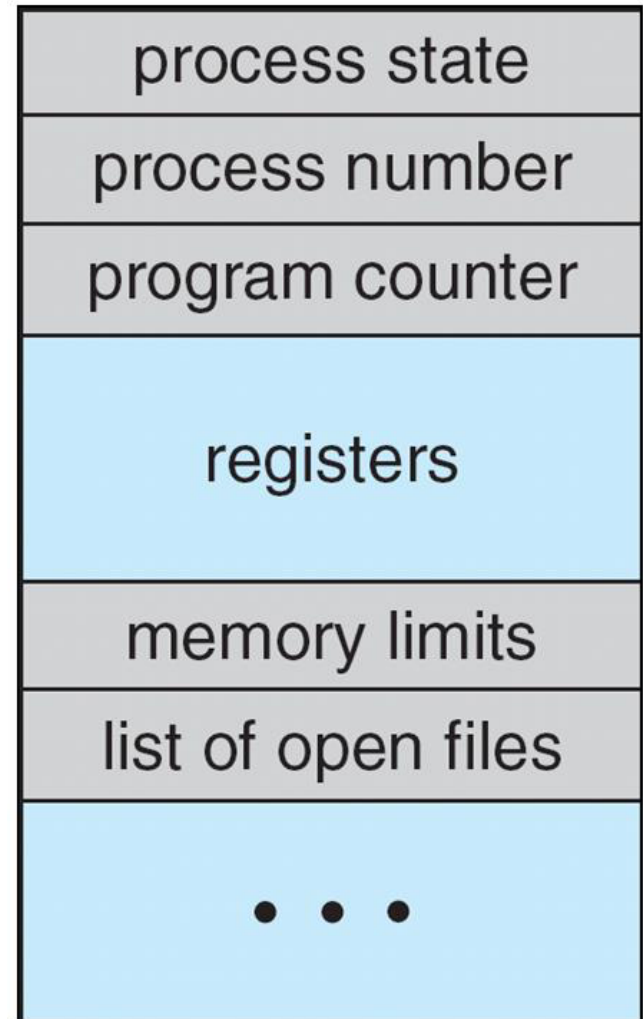 process state
process number
program counter
registers
memory limits
list of open files
• • •